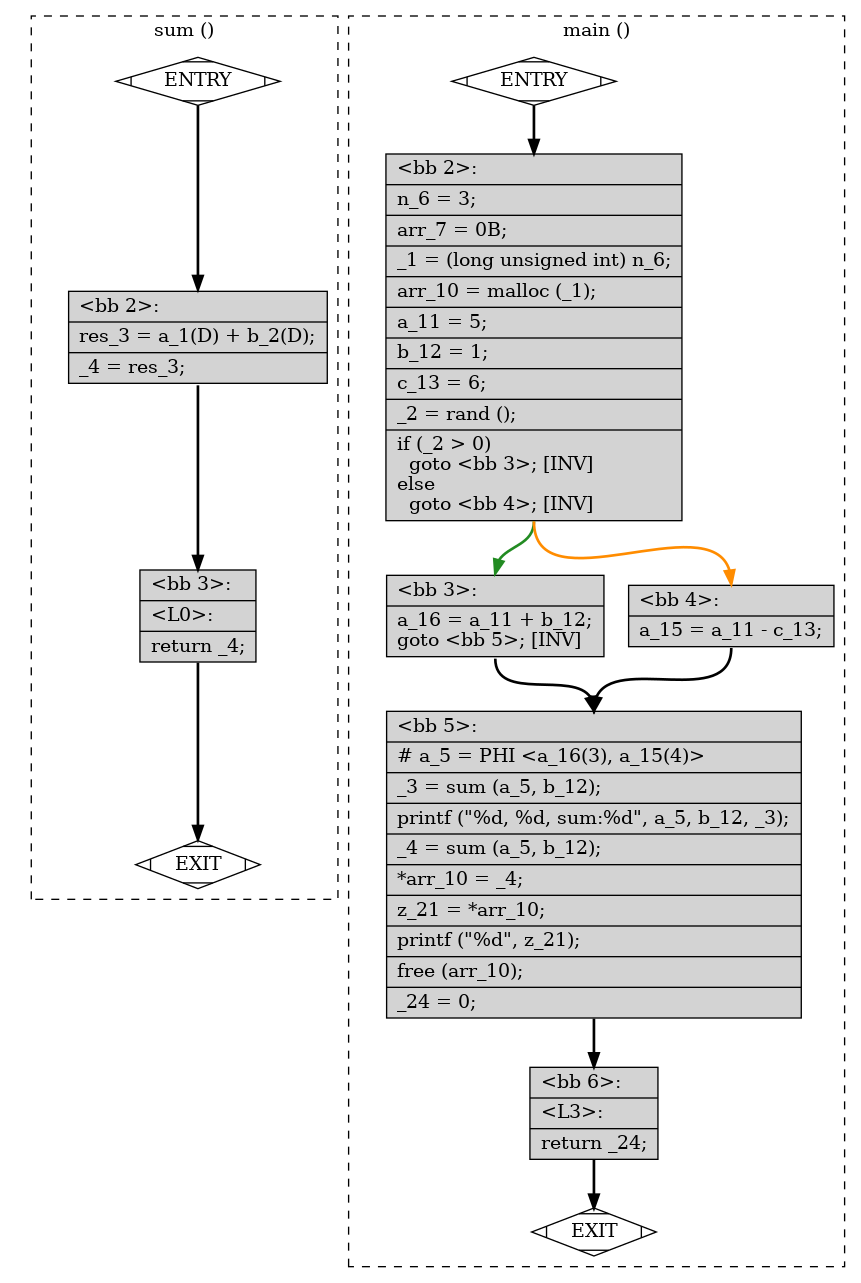 sum ()
ENTRY
<bb 2>:
res_3 = a_1(D) + b_2(D);
_4 = res_3;
<bb 3>:
<L0>:
return _4;
EXIT
main ()
ENTRY
<bb 2>:
n_6 = 3;
arr_7 = 0B;
_1 = (long unsigned int) n_6;
arr_10 = malloc (_1);
a_11 = 5;
b_12 = 1;
c_13 = 6;
_2 = rand ();
if (_2 > 0)
  goto <bb 3>; [INV]
else
  goto <bb 4>; [INV]
<bb 3>:
a_16 = a_11 + b_12;
goto <bb 5>; [INV]
<bb 4>:
a_15 = a_11 - c_13;
<bb 5>:
# a_5 = PHI <a_16(3), a_15(4)>
_3 = sum (a_5, b_12);
printf ("%d, %d, sum:%d", a_5, b_12, _3);
_4 = sum (a_5, b_12);
*arr_10 = _4;
z_21 = *arr_10;
printf ("%d", z_21);
free (arr_10);
_24 = 0;
<bb 6>:
<L3>:
return _24;
EXIT